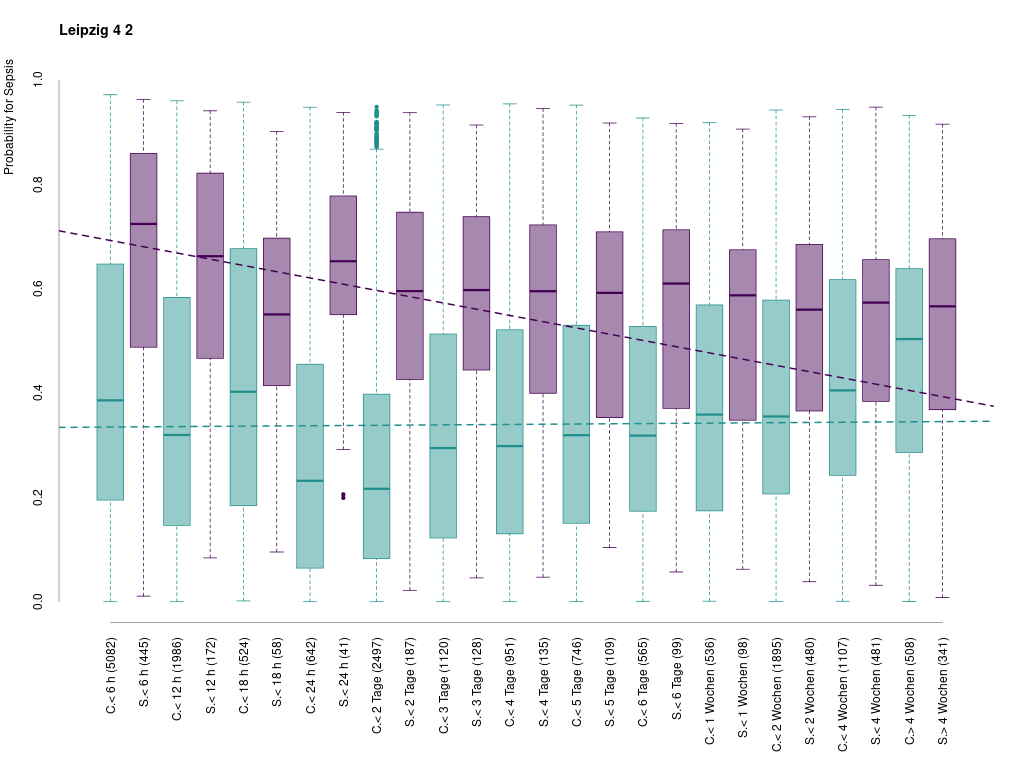 Leipzig 4 2
Probability for Sepsis
1.0
0.8
0.6
0.4
0.2
0.0
C.< 6 h (5082)
S.< 6 h (445)
C.< 12 h (1986)
S.< 12 h (172)
C.< 18 h (524)
S.< 18 h (58)
C.< 24 h (642)
S.< 24 h (41)
C.< 2 Tage (2497)
S.< 2 Tage (187)
C.< 3 Tage (1120)
S.< 3 Tage (128)
C.< 4 Tage (951)
S.< 4 Tage (135)
C.< 5 Tage (746)
S.< 5 Tage (109)
C.< 6 Tage (565)
S.< 6 Tage (99)
C.< 1 Wochen (536)
S.< 1 Wochen (98)
C.< 2 Wochen (1895)
S.< 2 Wochen (480)
C.< 4 Wochen (1107)
S.< 4 Wochen (481)
C.> 4 Wochen (508)
S.> 4 Wochen (341)